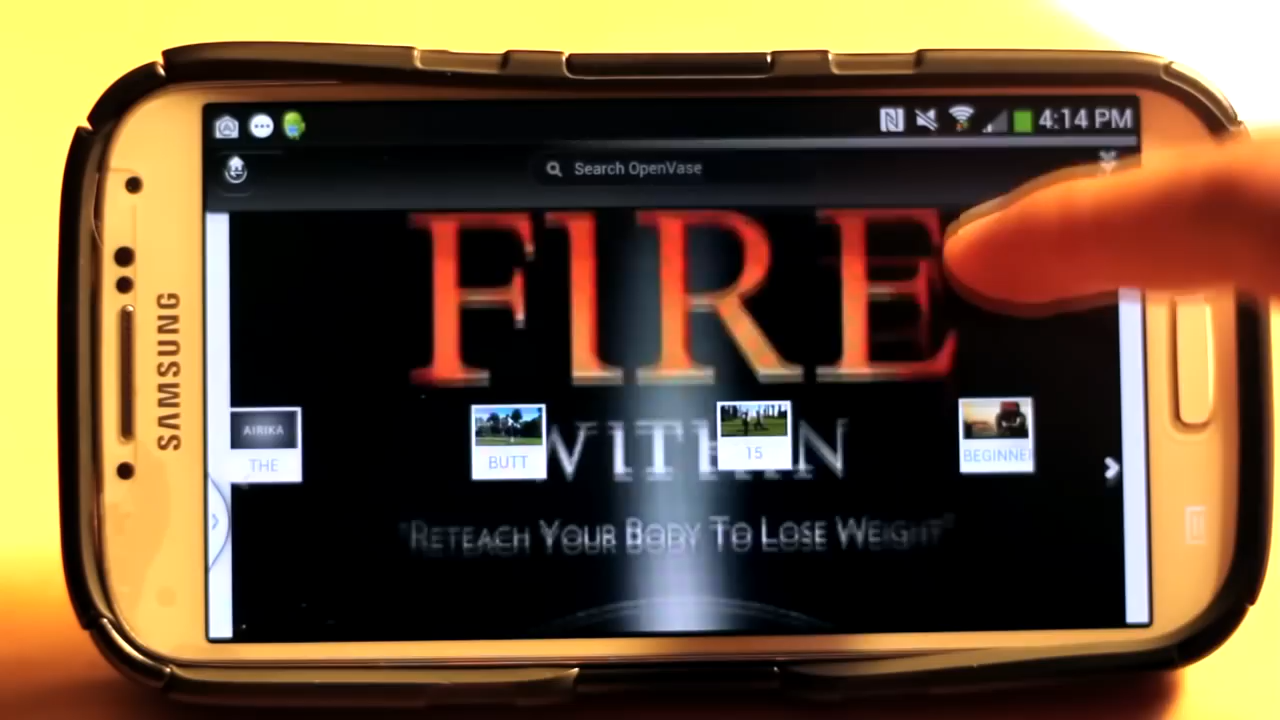 4:14 PM
Search OpenVase
SAMSUNG
FIRE
WITHIN
AIRIKA
THE
BUTT
15
BEGINNE
"RETEACH YOUR BODY TO LOSE WEIGHT"